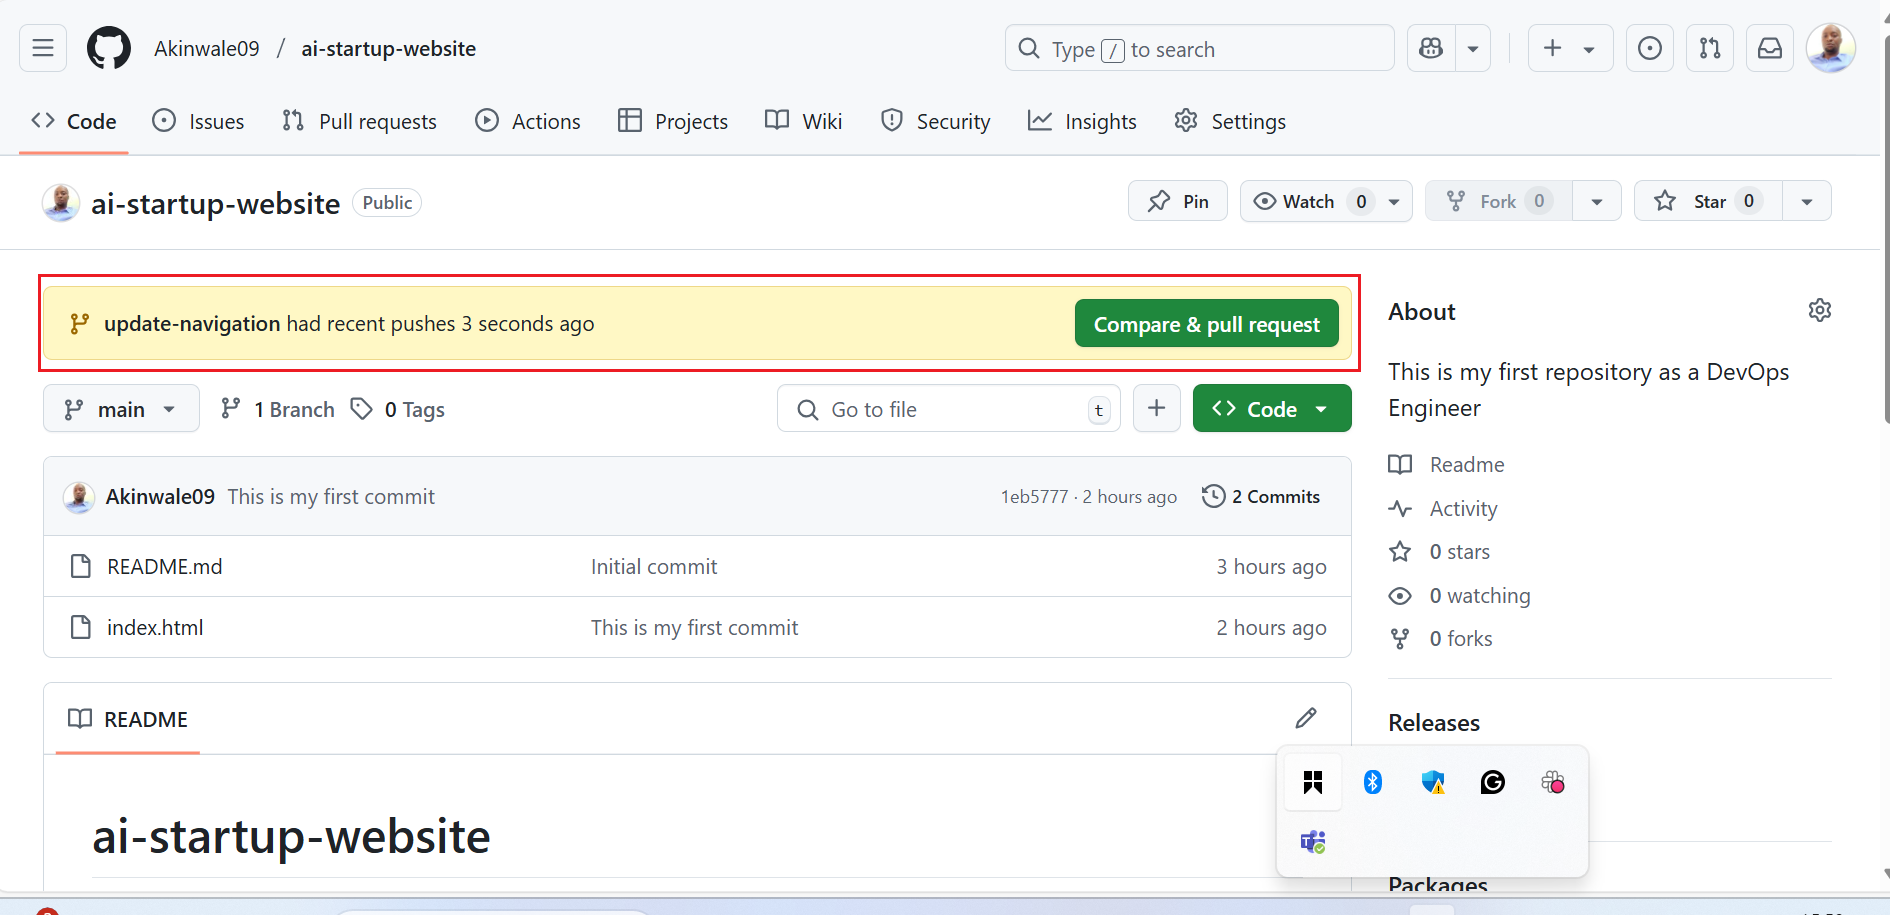 Akinwale09 / ai-startup-website
Type / to search
Code
Issues
Pull requests
Actions
Projects
Wiki
Security
Insights
Settings
ai-startup-website Public
Pin
Watch 0
Fork 0
Star 0
update-navigation had recent pushes 3 seconds ago
Compare & pull request
main
1 Branch
0 Tags
Go to file
t
Code
Akinwale09 This is my first commit
1eb5777 · 2 hours ago
2 Commits
README.md Initial commit 3 hours ago
index.html This is my first commit 2 hours ago
README
ai-startup-website
About
This is my first repository as a DevOps
Engineer
Readme
Activity
0 stars
0 watching
0 forks
Releases
Packages